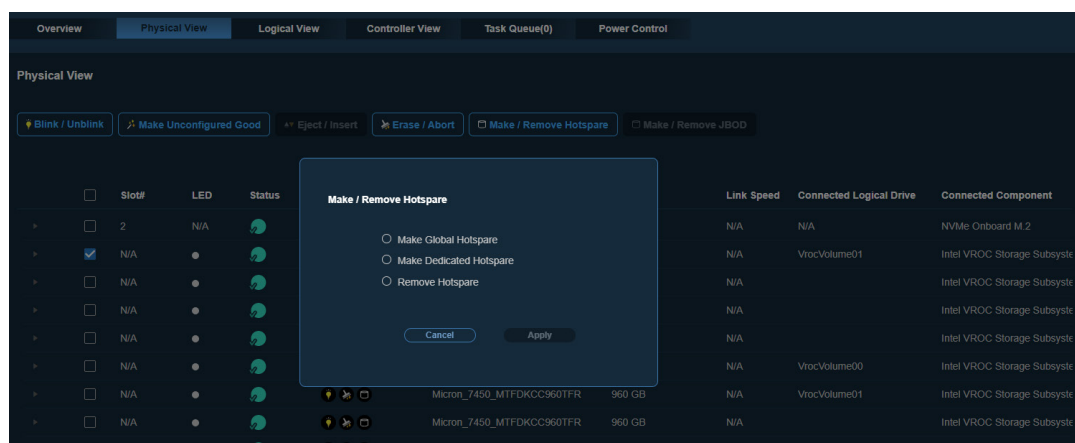 Overview Physical View Logical View Controller View Task Queue(0) Power Control
Physical View
Blink / Unblink Make Unconfigured Good Eject / Insert Erase / Abort Make / Remove Hotspare Make / Remove JBOD
Slot# LED Status Link Speed Connected Logical Drive Connected Component
Make / Remove Hotspare
2 N/A N/A N/A NVMe Onboard M.2
Make Global Hotspare
N/A N/A VrocVolume01 Intel VROC Storage Subsyste
Make Dedicated Hotspare
N/A N/A Intel VROC Storage Subsyste
Remove Hotspare
N/A N/A Intel VROC Storage Subsyste
Cancel Apply
N/A N/A Intel VROC Storage Subsyste
N/A N/A VrocVolume00 Intel VROC Storage Subsyste
N/A Micron_7450_MTFDKCC960TFR 960 GB N/A VrocVolume01 Intel VROC Storage Subsyste
N/A Micron_7450_MTFDKCC960TFR 960 GB N/A Intel VROC Storage Subsyste